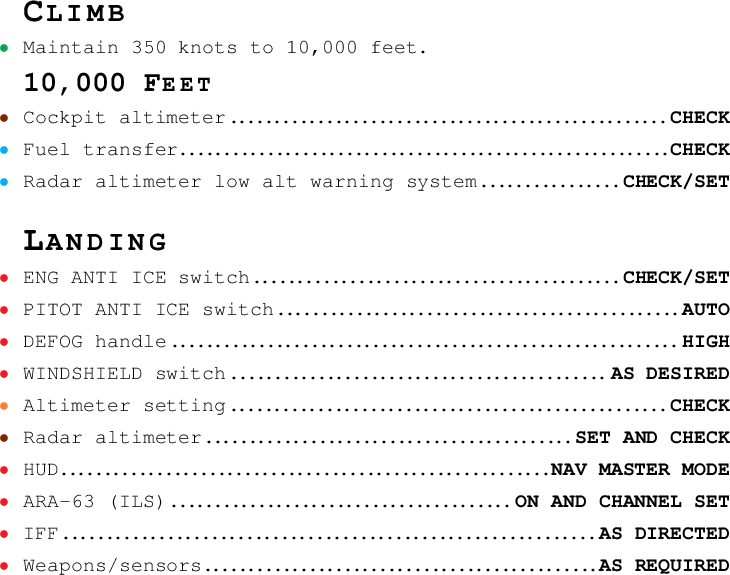 CLIMB
• Maintain 350 knots to 10,000 feet.
10,000 FEET
• Cockpit altimeter..................................................CHECK
• Fuel transfer........................................................CHECK
• Radar altimeter low alt warning system................CHECK/SET
LANDING
• ENG ANTI ICE switch..........................................CHECK/SET
• PITOT ANTI ICE switch..............................................AUTO
• DEFOG handle..........................................................HIGH
• WINDSHIELD switch...........................................AS DESIRED
• Altimeter setting..................................................CHECK
• Radar altimeter..........................................SET AND CHECK
• HUD........................................................NAV MASTER MODE
• ARA-63 (ILS).......................................ON AND CHANNEL SET
• IFF.............................................................AS DIRECTED
• Weapons/sensors.............................................AS REQUIRED